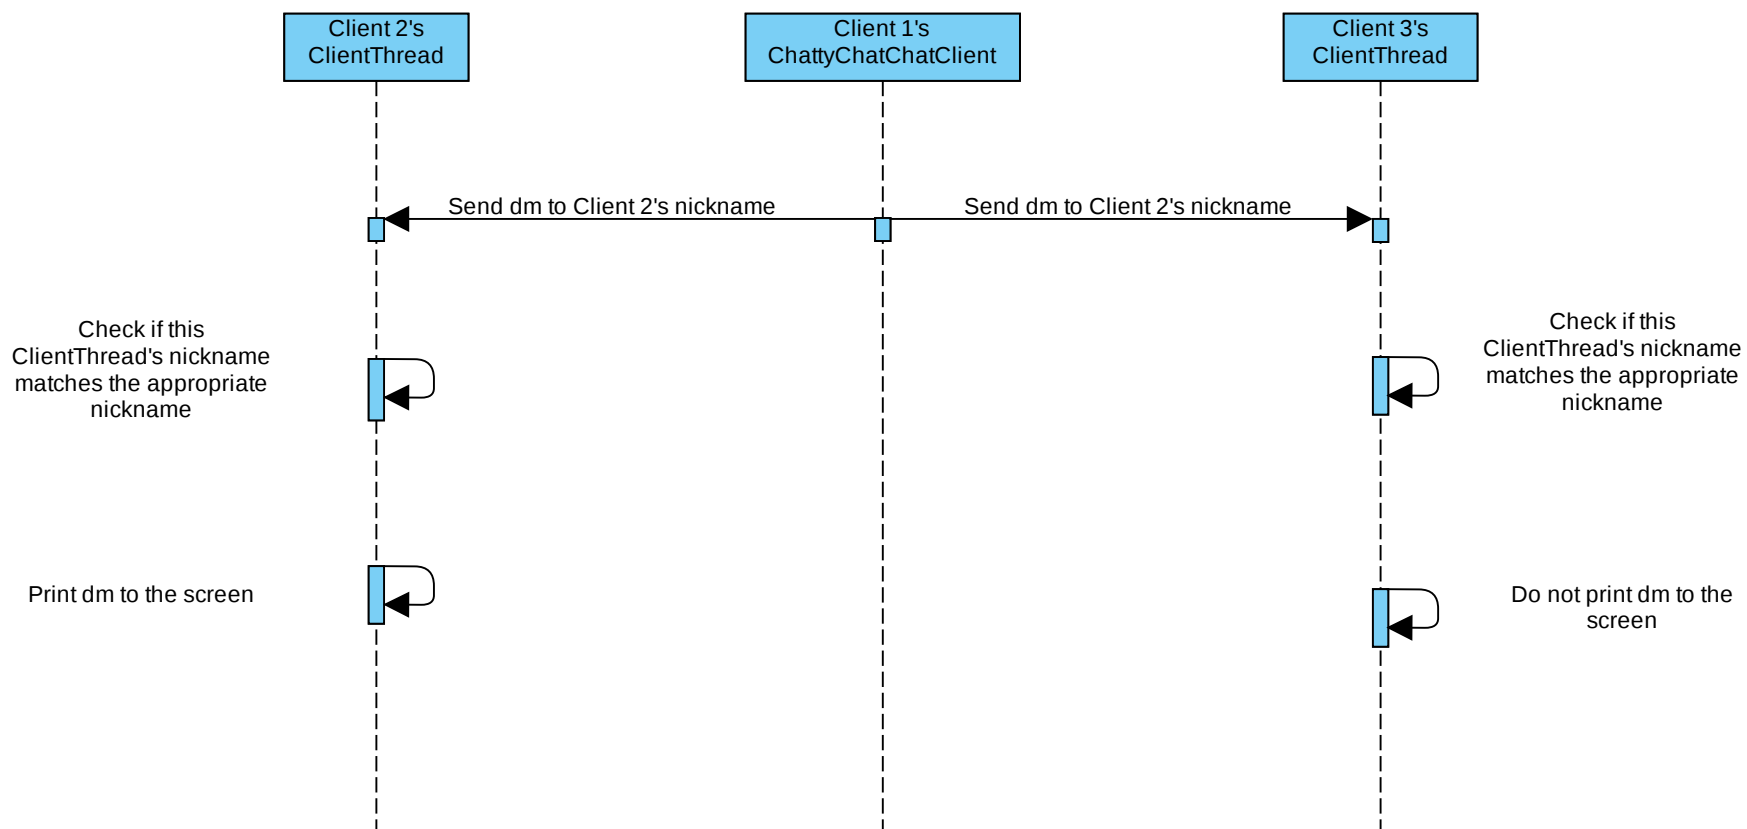 Client 2's
ClientThread
Client 1's
ChattyChatChatClient
Client 3's
ClientThread
Send dm to Client 2's nickname
Send dm to Client 2's nickname
Check if this
ClientThread's nickname
matches the appropriate
nickname
Check if this
ClientThread's nickname
matches the appropriate
nickname
Print dm to the screen
Do not print dm to the
screen